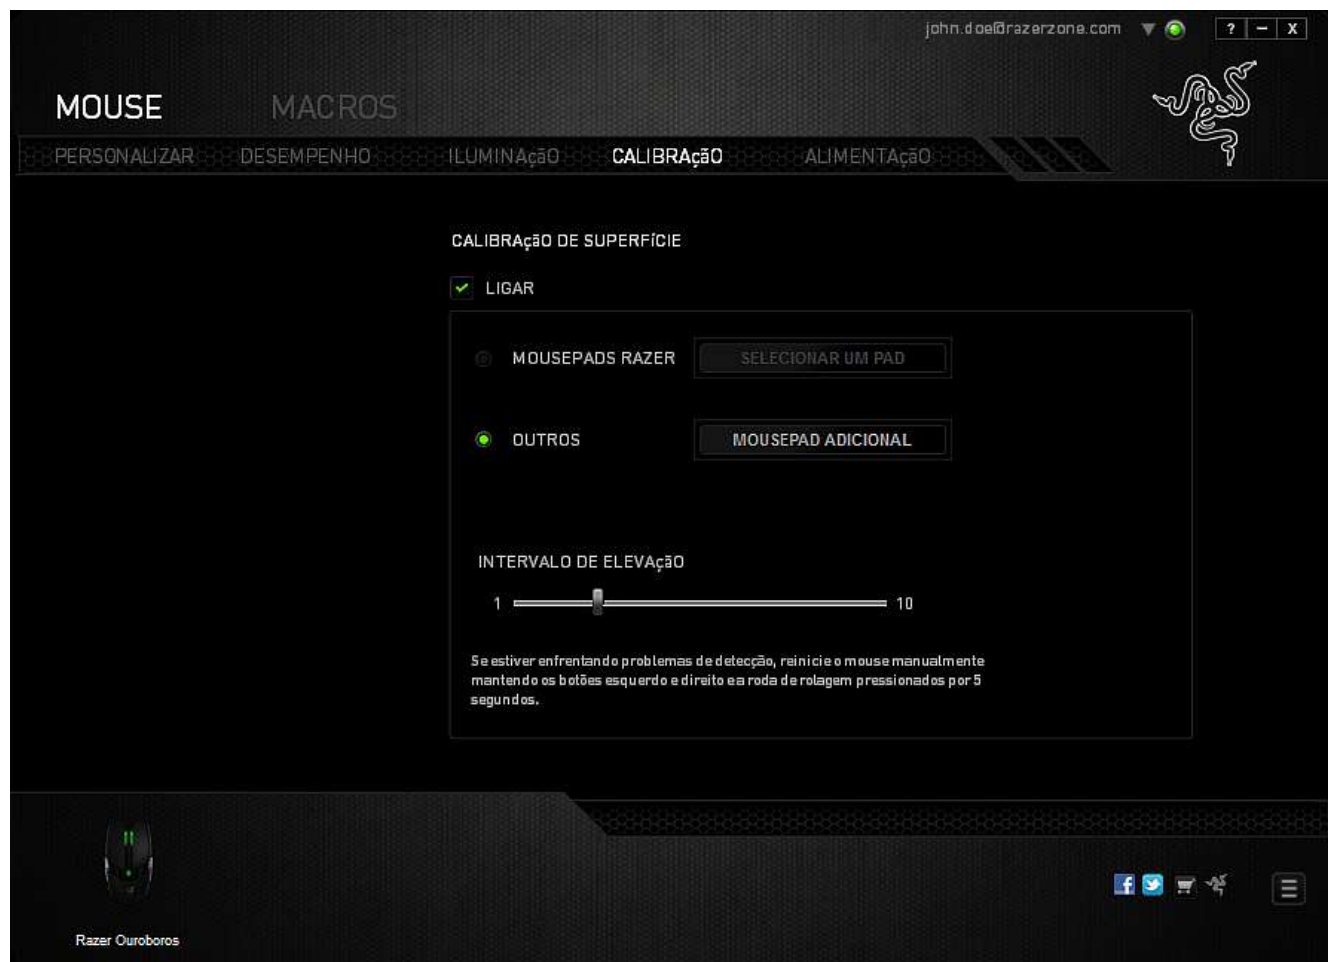 john.doe@razerzone.com ? – X
MOUSE MACROS
PERSONALIZAR DESEMPENHO ILUMINAçãO CALIBRAçãO ALIMENTAçãO
CALIBRAçãO DE SUPERFíCIE
LIGAR
MOUSEPADS RAZER SELECIONAR UM PAD
OUTROS MOUSEPAD ADICIONAL
INTERVALO DE ELEVAçãO
1 10
Se estiver enfrentando problemas de detecção, reinicie o mouse manualmente
mantendo os botões esquerdo e direito e a roda de rolagem pressionados por 5
segundos.
Razer Ouroboros